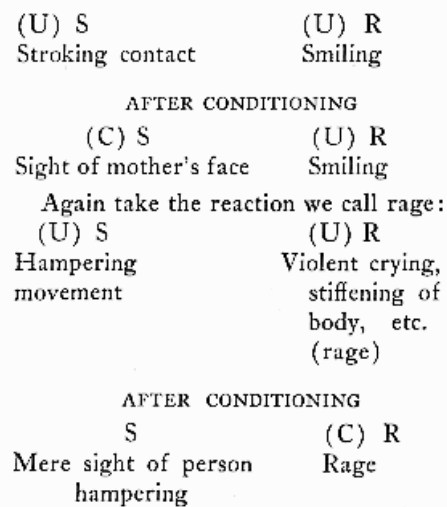 (U) S (U) R
Stroking contact Smiling
AFTER CONDITIONING
(C) S (U) R
Sight of mother's face Smiling
Again take the reaction we call rage:
(U) S (U) R
Hampering Violent crying,
movement stiffening of
body, etc.
(rage)
AFTER CONDITIONING
S (C) R
Mere sight of person Rage
hampering